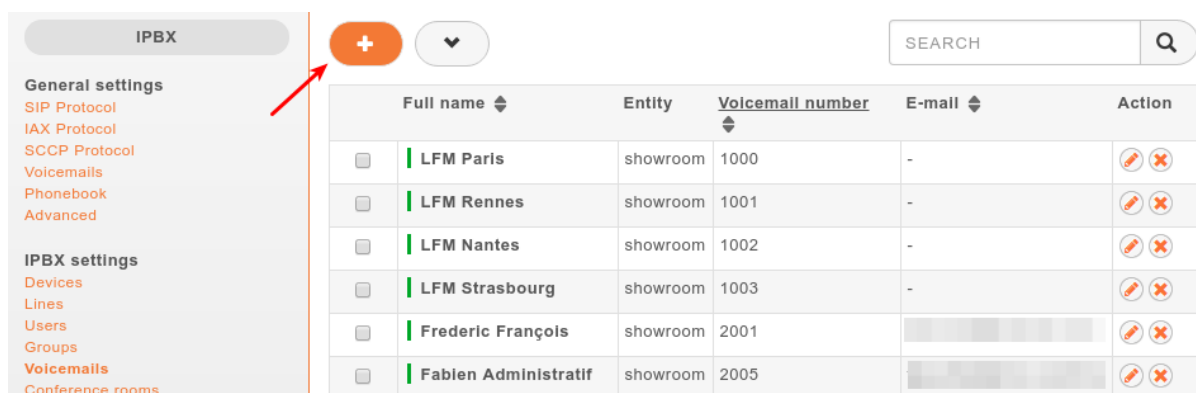 IPBX
General settings
SIP Protocol
IAX Protocol
SCCP Protocol
Voicemails
Phonebook
Advanced
IPBX settings
Devices
Lines
Users
Groups
Voicemails
Conference rooms
SEARCH
Full name Entity Voicemail number E-mail Action
LFM Paris showroom 1000 -
LFM Rennes showroom 1001 -
LFM Nantes showroom 1002 -
LFM Strasbourg showroom 1003 -
Frederic François showroom 2001
Fabien Administratif showroom 2005